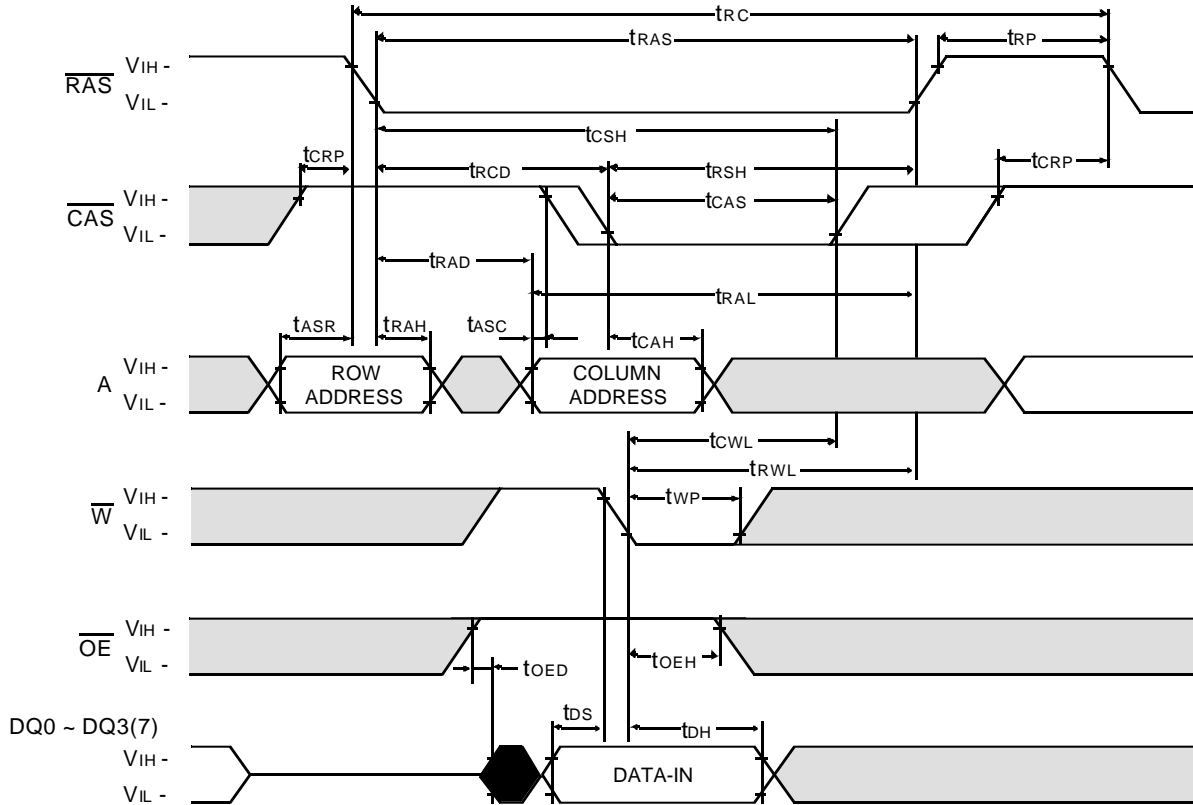 tRC
tRAS
tRP
RAS
VIH -
VIL -
tCSH
tCRP
tRCD
tRSH
tCRP
CAS
VIH -
VIL -
tCAS
tRAD
tRAL
tASR
tRAH
tASC
tCAH
A
VIH -
VIL -
ROW
ADDRESS
COLUMN
ADDRESS
tCWL
tRWL
W
VIH -
VIL -
tWP
OE
VIH -
VIL -
tOED
tOEH
DQ0 ~ DQ3(7)
tDS
tDH
VIH -
VIL -
DATA-IN